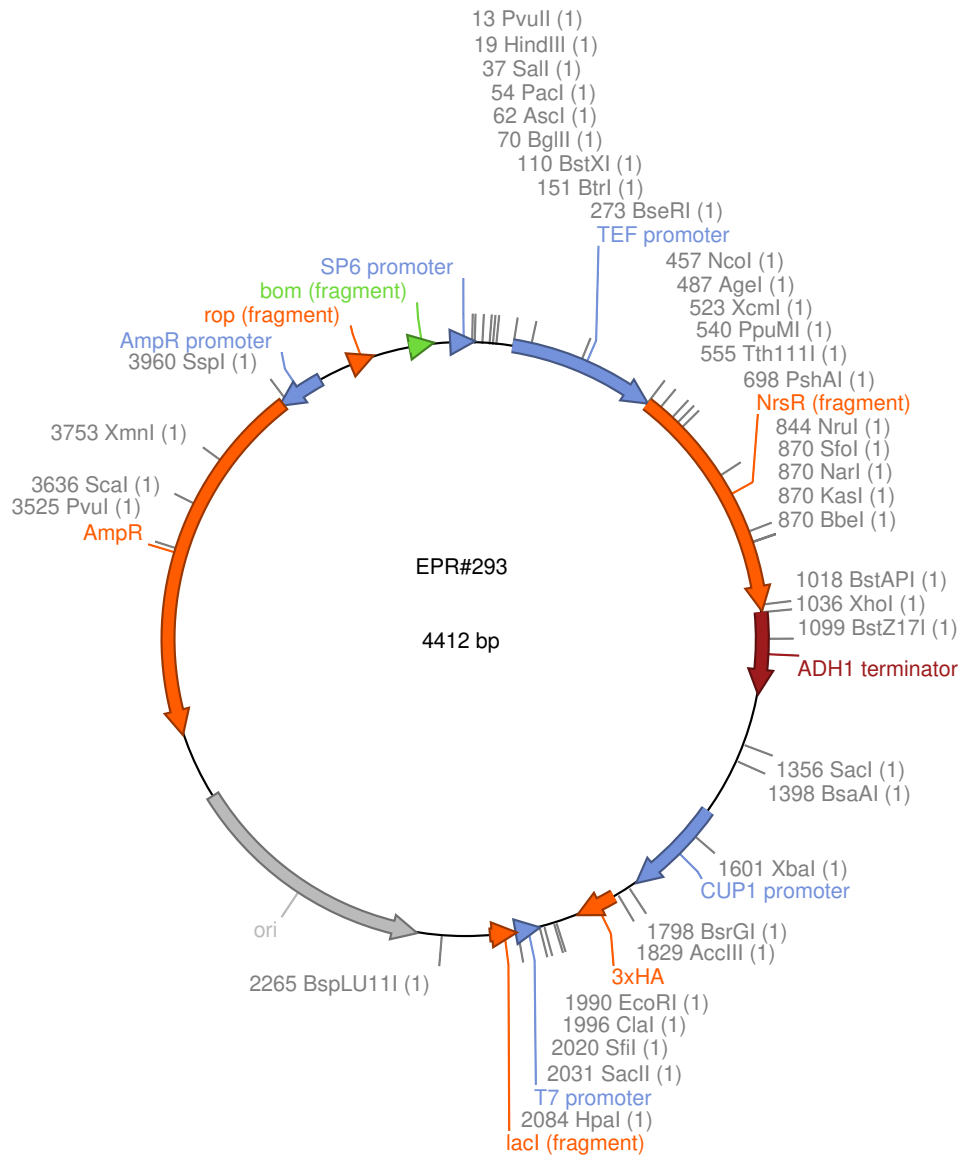 13 PvuII (1)
19 HindIII (1)
37 SalI (1)
54 PacI (1)
62 AscI (1)
70 BglII (1)
110 BstXI (1)
151 BtrI (1)
273 BseRI (1)
TEF promoter
457 NcoI (1)
487 AgeI (1)
523 XcmI (1)
540 PpuMI (1)
555 Tth111I (1)
698 PshAI (1)
NrsR (fragment)
844 NruI (1)
870 SfoI (1)
870 NarI (1)
870 KasI (1)
870 BbeI (1)
1018 BstAPI (1)
1036 XhoI (1)
1099 BstZ17I (1)
ADH1 terminator
1356 SacI (1)
1398 BsaAI (1)
1601 XbaI (1)
CUP1 promoter
1798 BsrGI (1)
1829 AccIII (1)
3xHA
1990 EcoRI (1)
1996 ClaI (1)
2020 SfiI (1)
2031 SacII (1)
T7 promoter
2084 HpaI (1)
lacI (fragment)
2265 BspLU11I (1)
ori
AmpR
3525 PvuI (1)
3636 ScaI (1)
3753 XmnI (1)
3960 SspI (1)
AmpR promoter
rop (fragment)
bom (fragment)
SP6 promoter
EPR#293
4412 bp